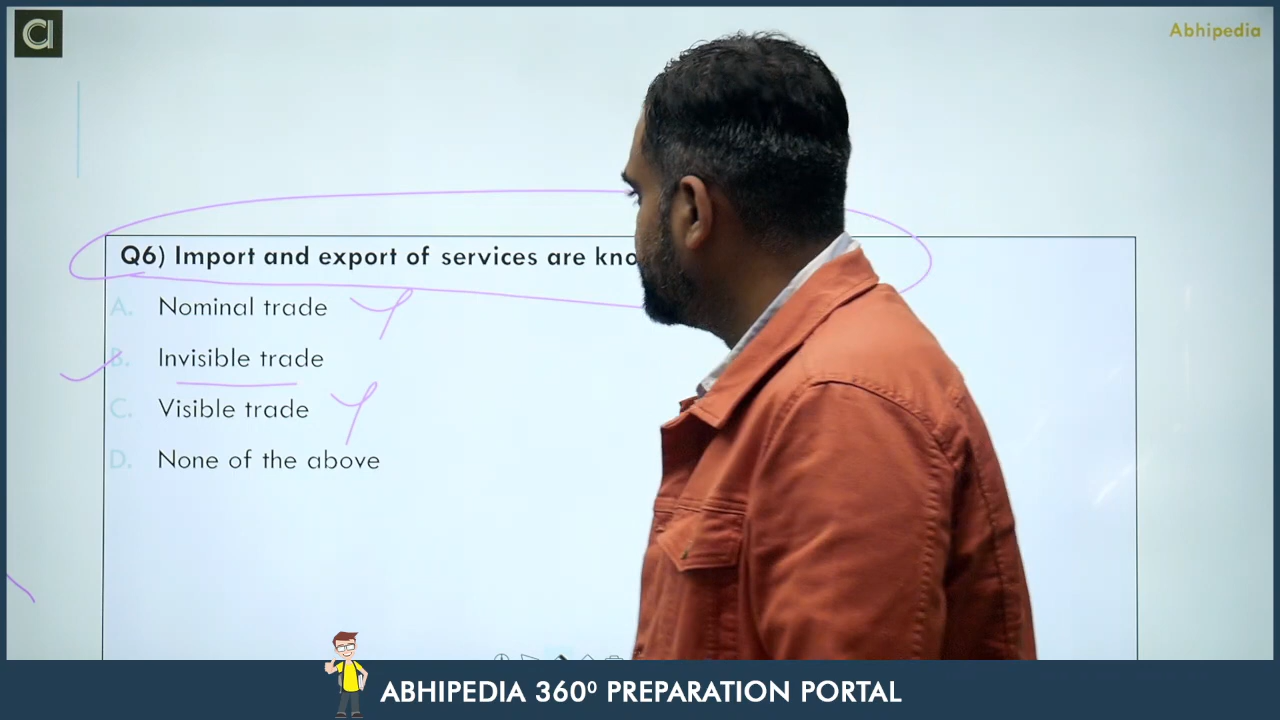 CA
Abhipedia
Q6) Import and export of services are kno
A. Nominal trade
B. Invisible trade
C. Visible trade
D. None of the above
ABHIPEDIA 360⁰ PREPARATION PORTAL